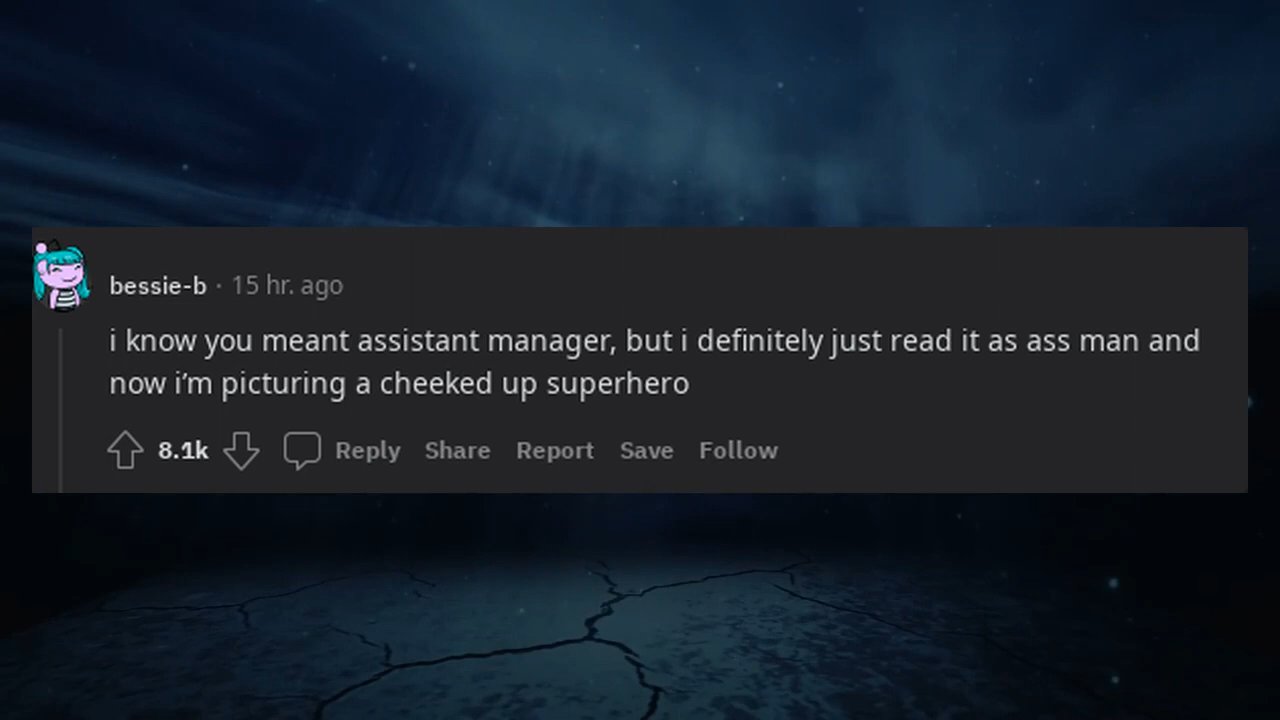 bessie-b · 15 hr. ago
i know you meant assistant manager, but i definitely just read it as ass man and
now i’m picturing a cheeked up superhero
8.1k Reply Share Report Save Follow